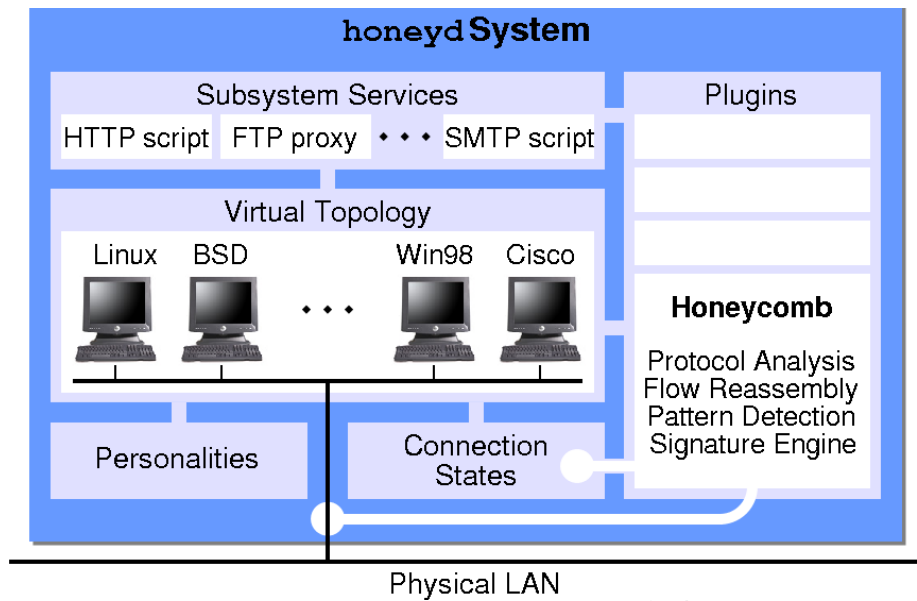 honeyd System
Subsystem Services
HTTP script FTP proxy • • • SMTP script
Plugins
Virtual Topology
Linux BSD Win98 Cisco
• • •
Honeycomb
Protocol Analysis
Flow Reassembly
Pattern Detection
Signature Engine
Personalities
Connection
States
Physical LAN